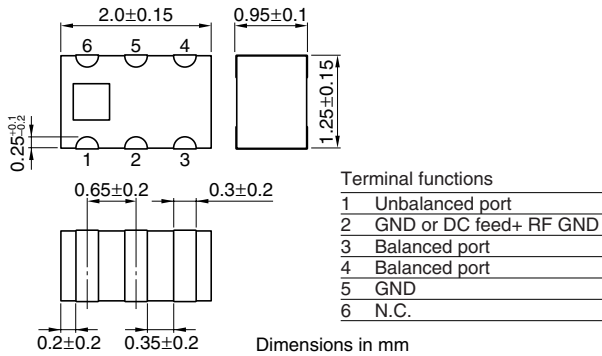 2.0±0.15
0.95±0.1
6 5 4
1.25±0.15
0.25+0.1 -0.2
1 2 3
0.65±0.2
0.3±0.2
0.2±0.2
0.35±0.2
Dimensions in mm
Terminal functions
1 Unbalanced port
2 GND or DC feed+ RF GND
3 Balanced port
4 Balanced port
5 GND
6 N.C.